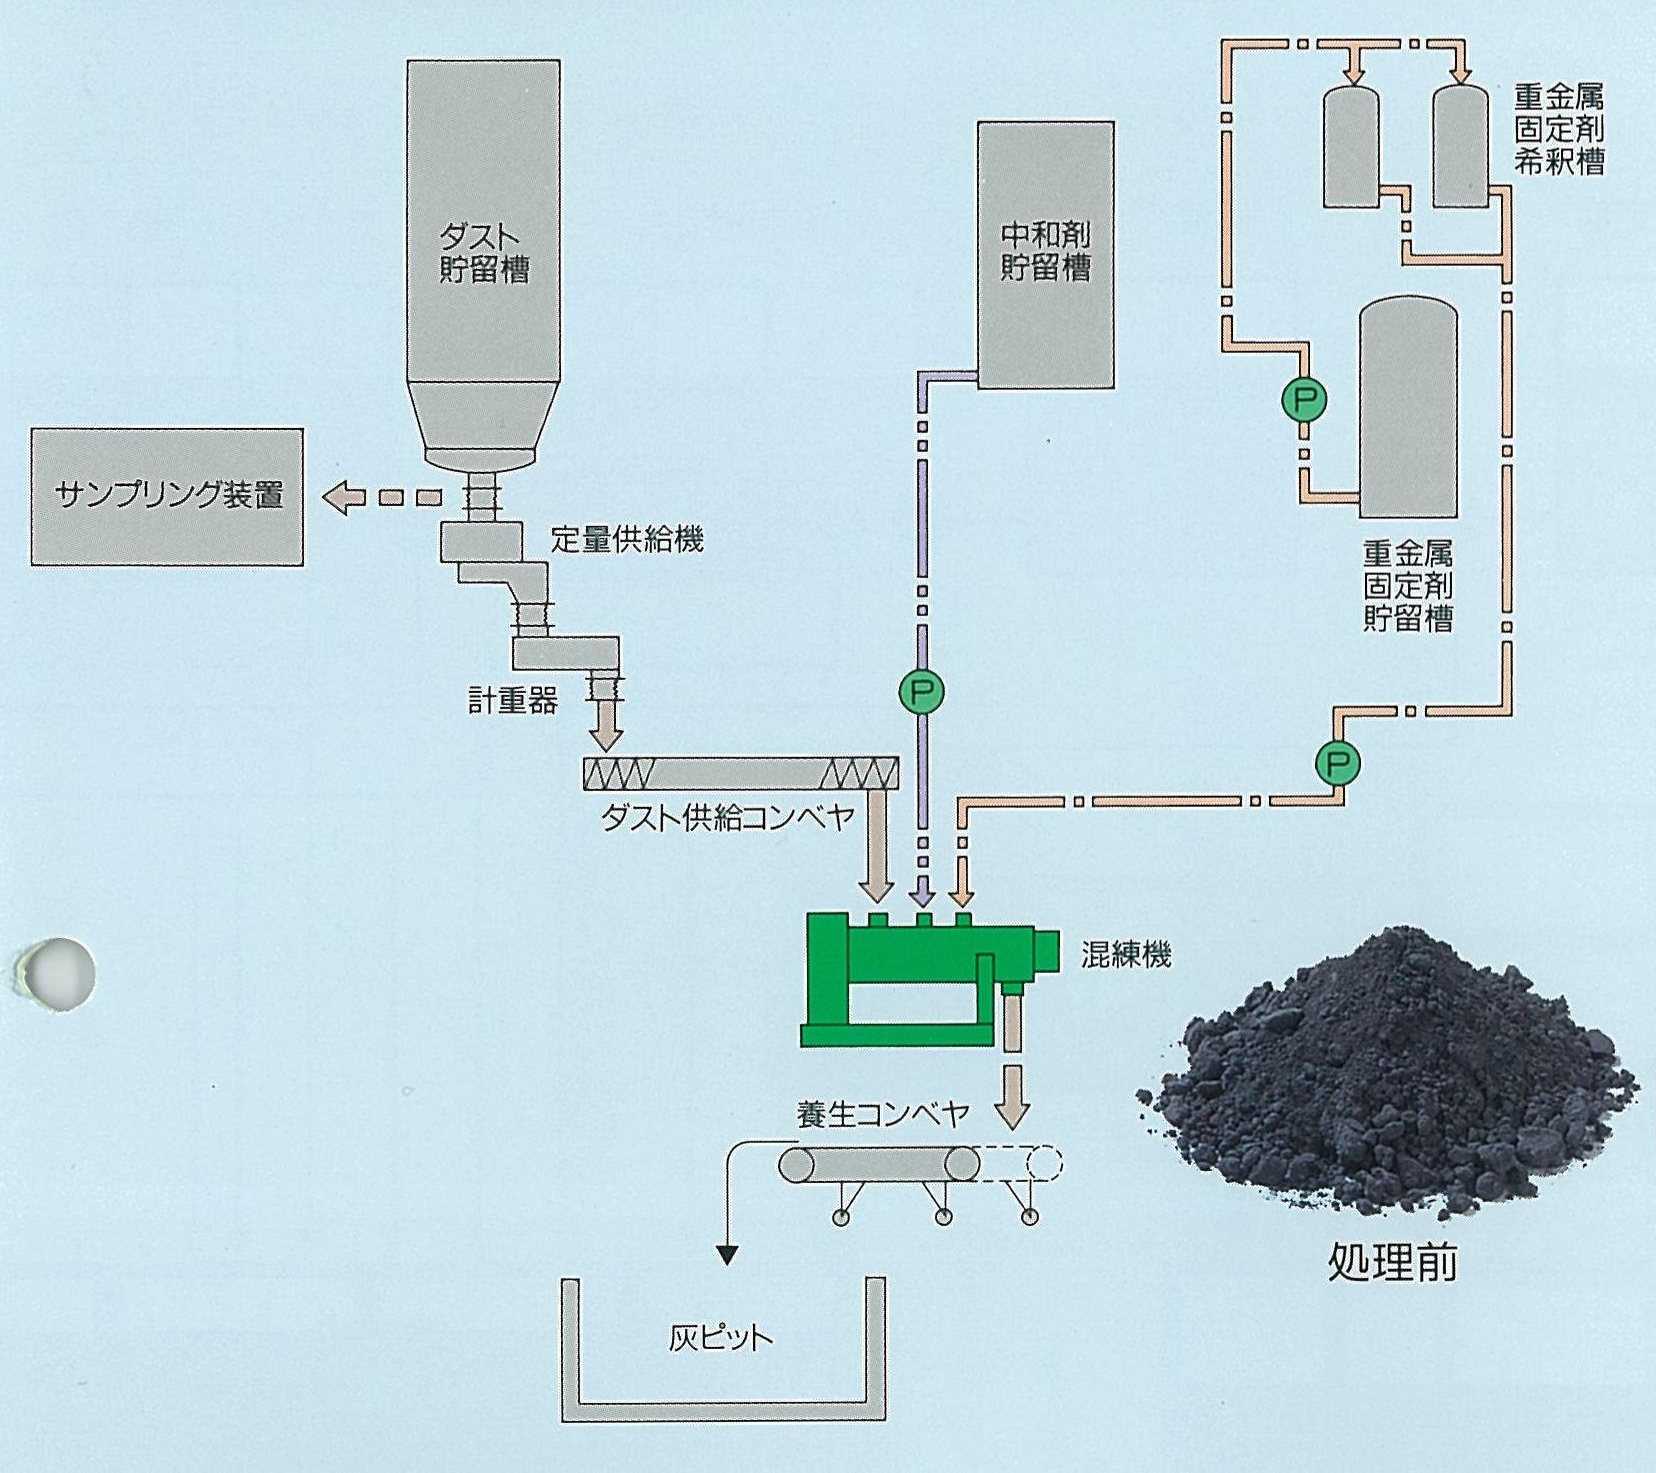 重金属
固定剤
希釈槽
ダスト
貯留槽
中和剤
貯留槽
サンプリング装置
定量供給機
P
重金属
固定剤
貯留槽
計重器
P
P
ダスト供給コンベヤ
混練機
養生コンベヤ
処理前
灰ピット